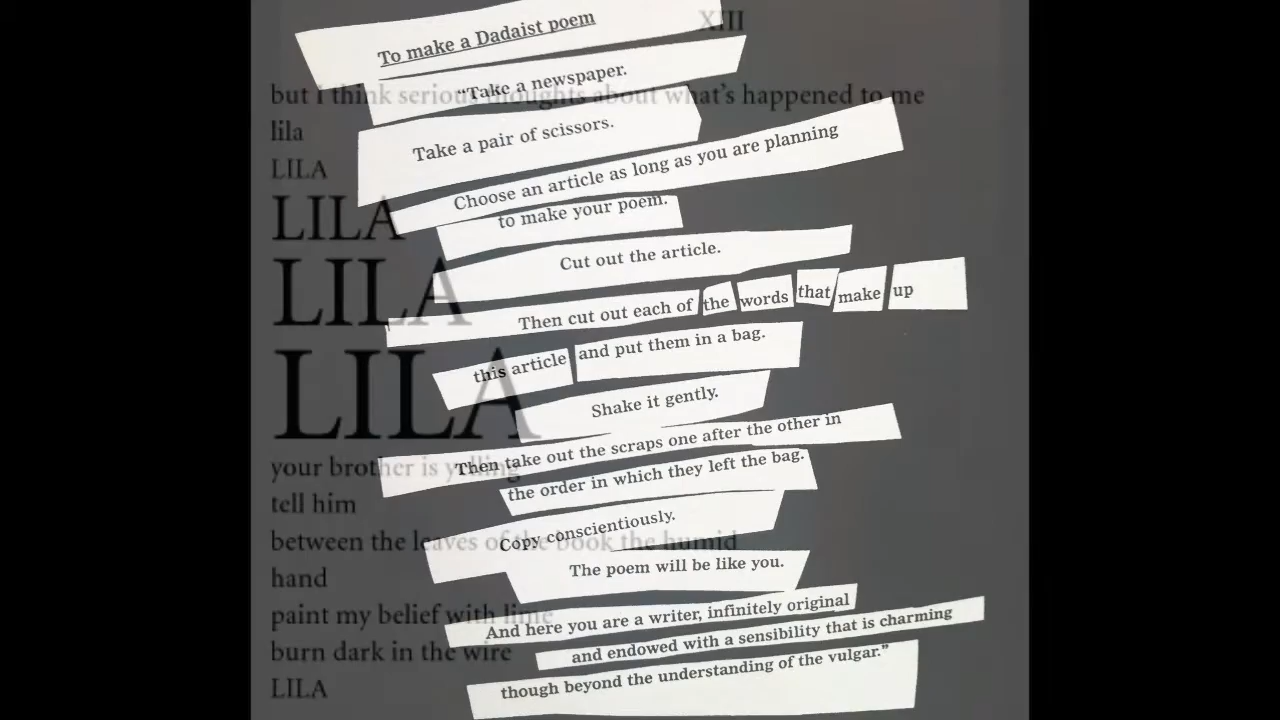 XIII
To make a Dadaist poem
"Take a newspaper.
but I think serious thoughts about what's happened to me
lila
Take a pair of scissors.
LILA
Choose an article as long as you are planning
to make your poem.
LILA
Cut out the article.
LILA
Then cut out each of the words that make up
this article and put them in a bag.
LILA
Shake it gently.
Then take out the scraps one after the other in
your brother is yelling
the order in which they left the bag.
tell him
Copy conscientiously.
between the leaves of the book the humid
The poem will be like you.
hand
And here you are a writer, infinitely original
paint my belief with lime
and endowed with a sensibility that is charming
burn dark in the wire
though beyond the understanding of the vulgar."
LILA